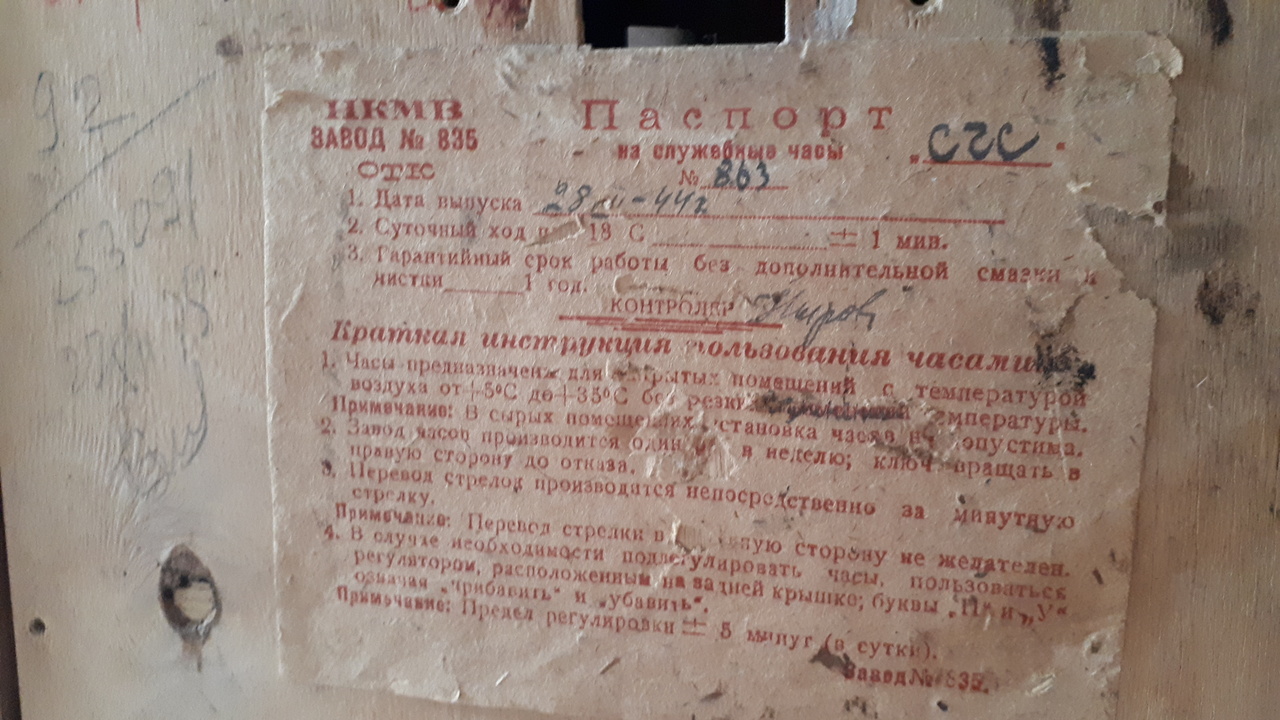 92
НКМВ
ЗАВОД № 835
ОТК
Паспорт
на служебные часы
„СЧС“
№ 863
1. Дата выпуска 28 -44г
2. Суточный ход 18 С ± 1 мин.
3. Гарантийный срок работы без дополнительной смазки и
чистки 1 год.
КОНТРОЛЕР
Краткая инструкция пользования часами
1. Часы предназначены для закрытых помещений с температурой
воздуха от +5°С до +35°С без резких температуры.
Примечание: В сырых помещениях установка часов не допустима.
2. Завод часов производится один в неделю; ключ вращать в
правую сторону до отказа.
3. Перевод стрелок производится непосредственно за минутную
стрелку.
Примечание: Перевод стрелки в сторону не желателен.
4. В случае необходимости подрегулировать часы, пользоваться
регулятором, расположенным на задней крышке; буквы „П“ и „У“
означая „прибавить“ и „убавить“.
Примечание: Предел регулировки ± 5 минут (в сутки).
Завод № 835.